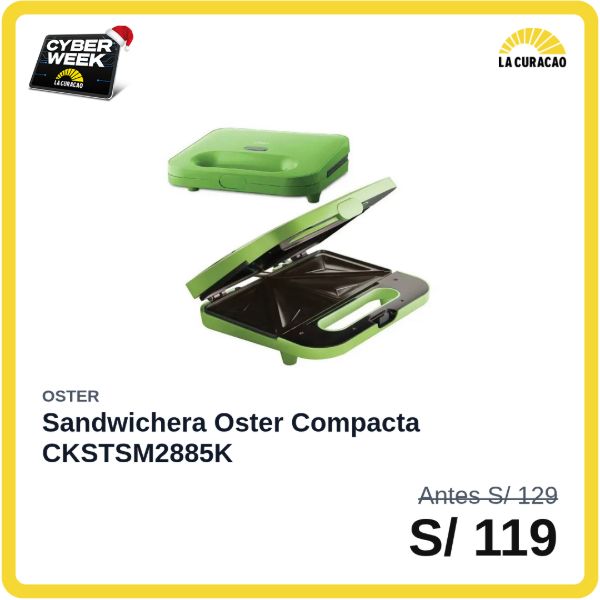 CYBER
WEEK
LA CURACAO
LA CURACAO
OSTER
Sandwichera Oster Compacta
CKSTSM2885K
Antes S/ 129
S/ 119